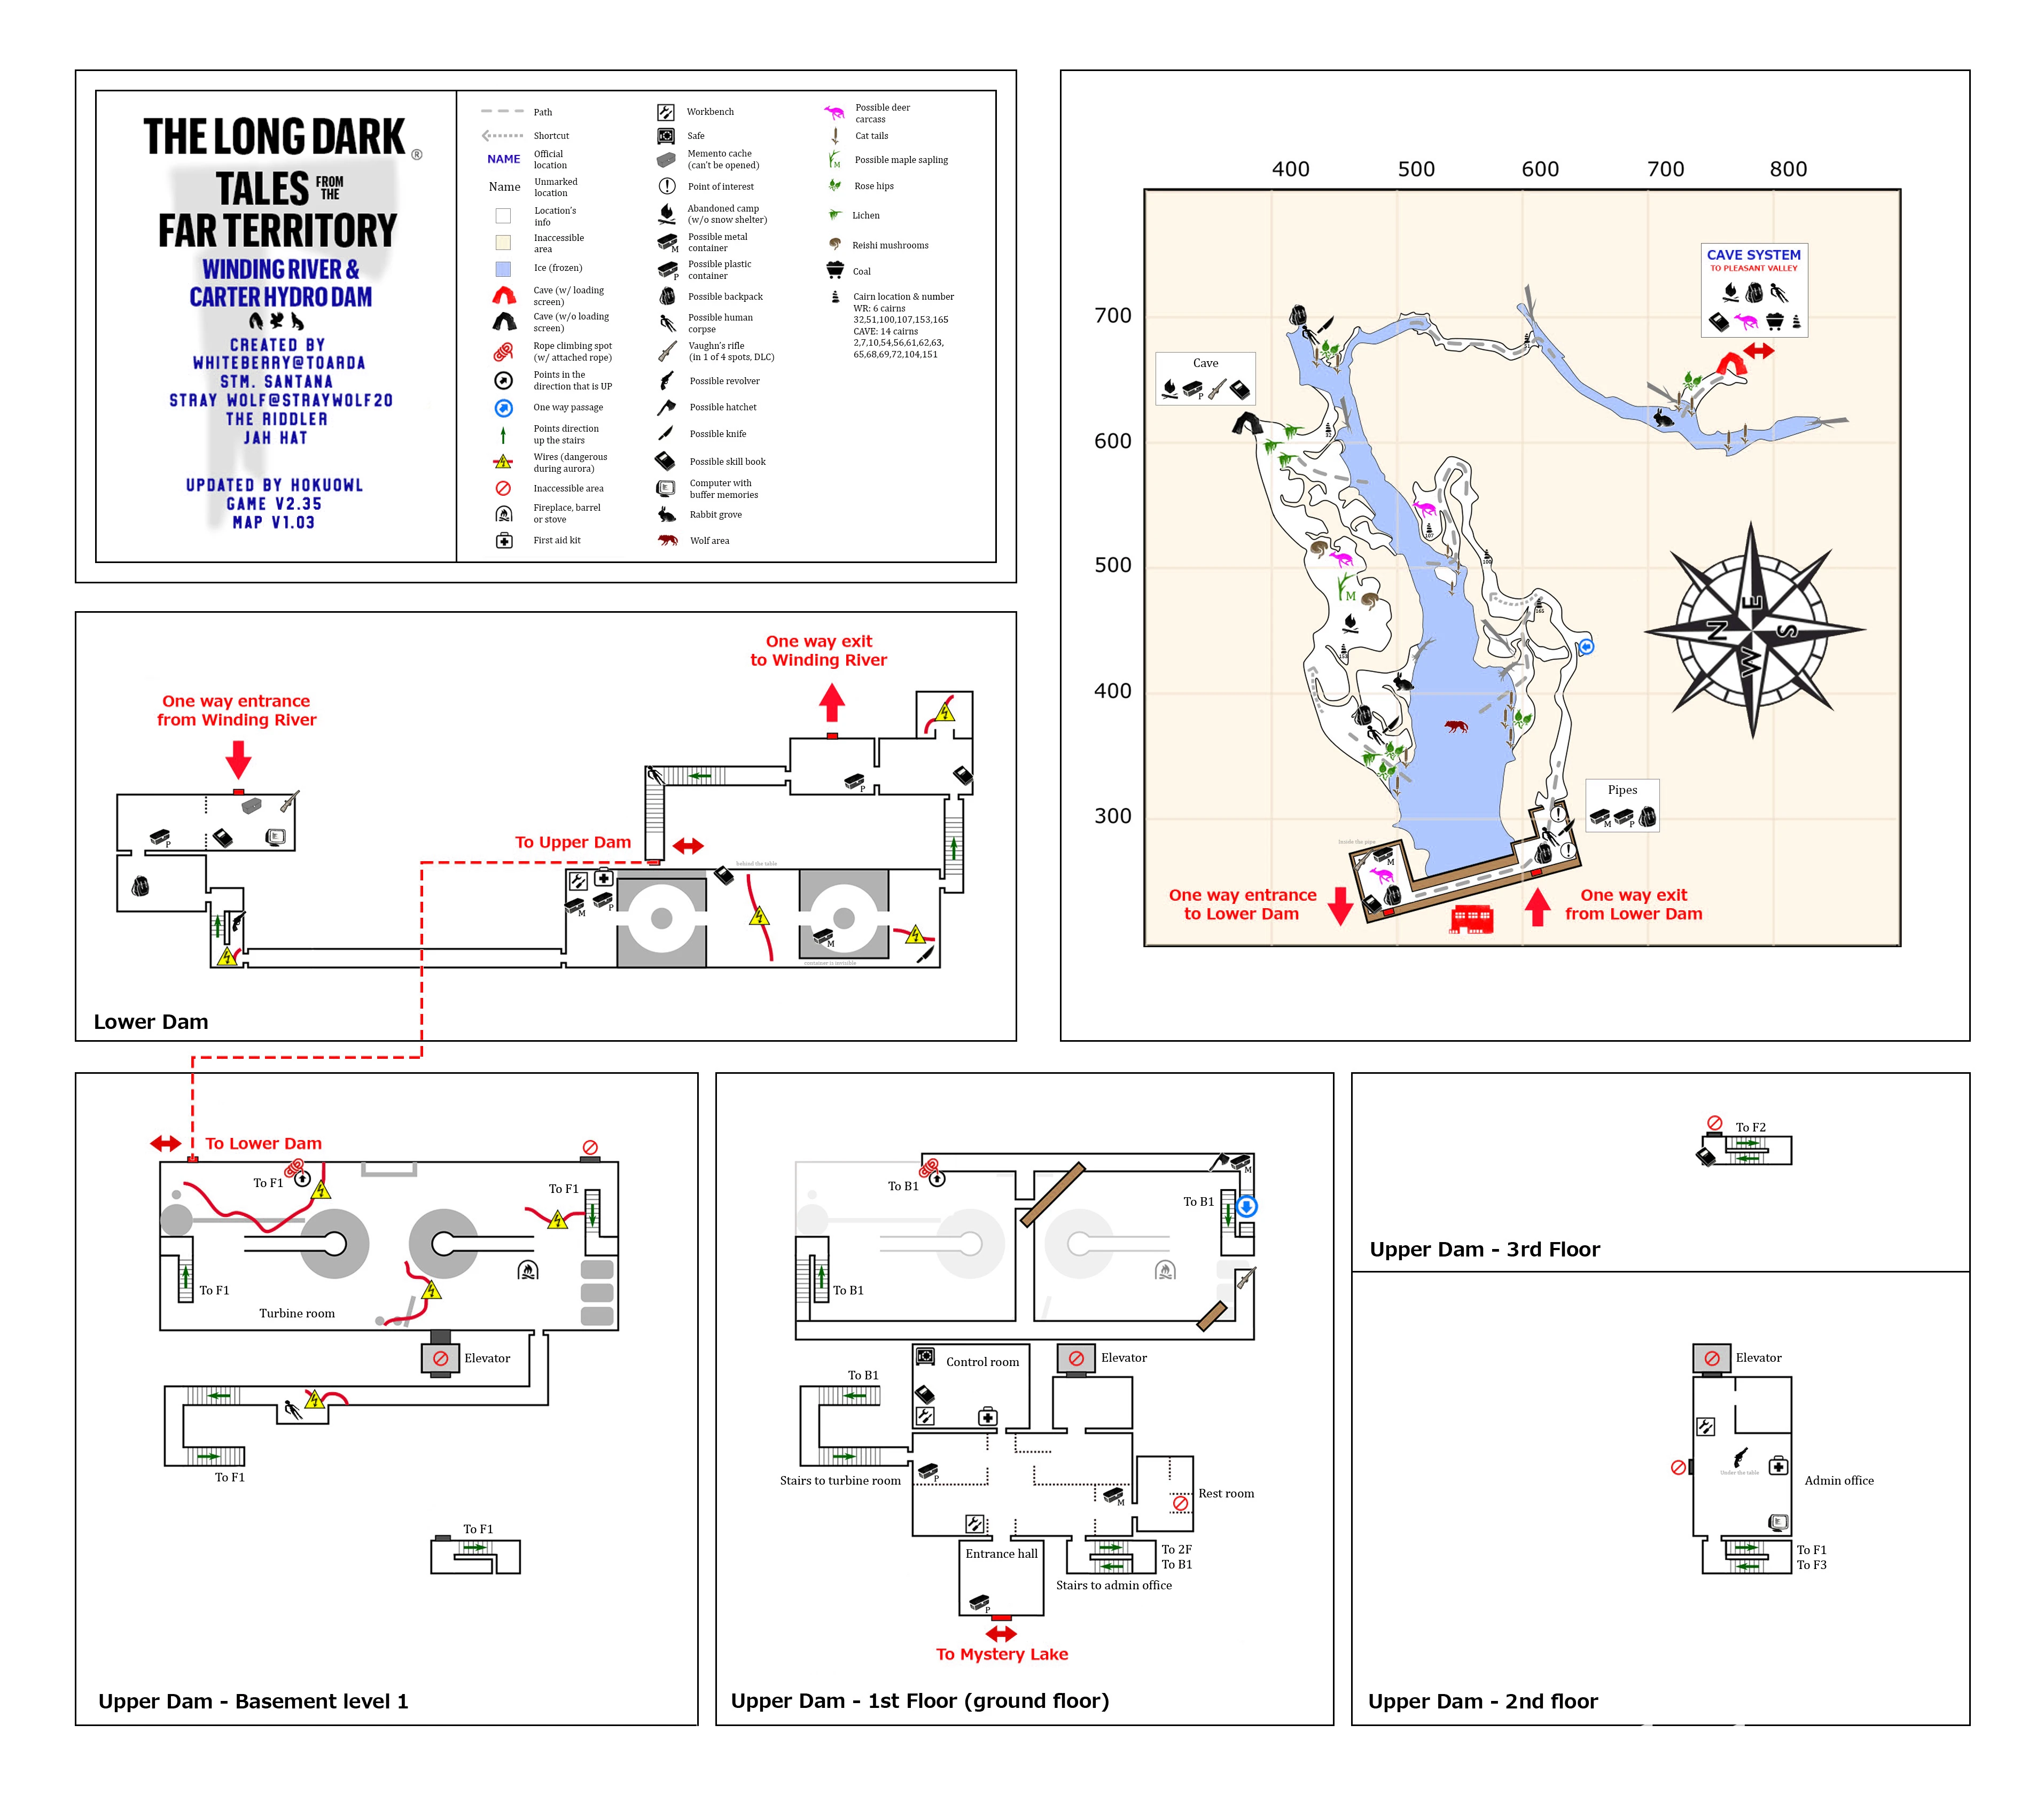 THE LONG DARK ®
TALES FROM THE
FAR TERRITORY
WINDING RIVER &
CARTER HYDRO DAM
CREATED BY
WHITEBERRY@TOARDA
STM. SANTANA
STRAY WOLF@STRAYWOLF20
THE RIDDLER
JAH HAT
UPDATED BY HOKUOWL
GAME V2.35
MAP V1.03
Path
Shortcut
NAME
Official
location
Name
Unmarked
location
Location's
info
Inaccessible
area
Ice (frozen)
Cave (w/ loading
screen)
Cave (w/o loading
screen)
Rope climbing spot
(w/ attached rope)
Points in the
direction that is UP
One way passage
Points direction
up the stairs
Wires (dangerous
during aurora)
Inaccessible area
Fireplace, barrel
or stove
First aid kit
Workbench
Safe
Memento cache
(can't be opened)
Point of interest
Abandoned camp
(w/o snow shelter)
M
Possible metal
container
P
Possible plastic
container
Possible backpack
Possible human
corpse
Vaughn's rifle
(in 1 of 4 spots, DLC)
Possible revolver
Possible hatchet
Possible knife
Possible skill book
Computer with
buffer memories
Rabbit grove
Wolf area
Possible deer
carcass
Cat tails
M
Possible maple sapling
Rose hips
Lichen
Reishi mushrooms
Coal
Cairn location & number
WR: 6 cairns
32,51,100,107,153,165
CAVE: 14 cairns
2,7,10,54,56,61,62,63,
65,68,69,72,104,151
400
500
600
700
800
700
600
500
400
300
CAVE SYSTEM
TO PLEASANT VALLEY
Cave
P
M
N
E
S
W
Pipes
M
P
Inside the pipe
M
One way entrance
to Lower Dam
One way exit
from Lower Dam
One way entrance
from Winding River
One way exit
to Winding River
To Upper Dam
behind the table
P
P
M
P
M
container is invisible
Lower Dam
To Lower Dam
To F1
To F1
To F1
Turbine room
Elevator
To F1
To F1
Upper Dam - Basement level 1
To B1
M
To B1
To B1
Control room
Elevator
To B1
Stairs to turbine room
P
M
Rest room
Entrance hall
To 2F
To B1
Stairs to admin office
P
To Mystery Lake
Upper Dam - 1st Floor (ground floor)
To F2
Upper Dam - 3rd Floor
Elevator
Under the table
Admin office
To F1
To F3
Upper Dam - 2nd floor